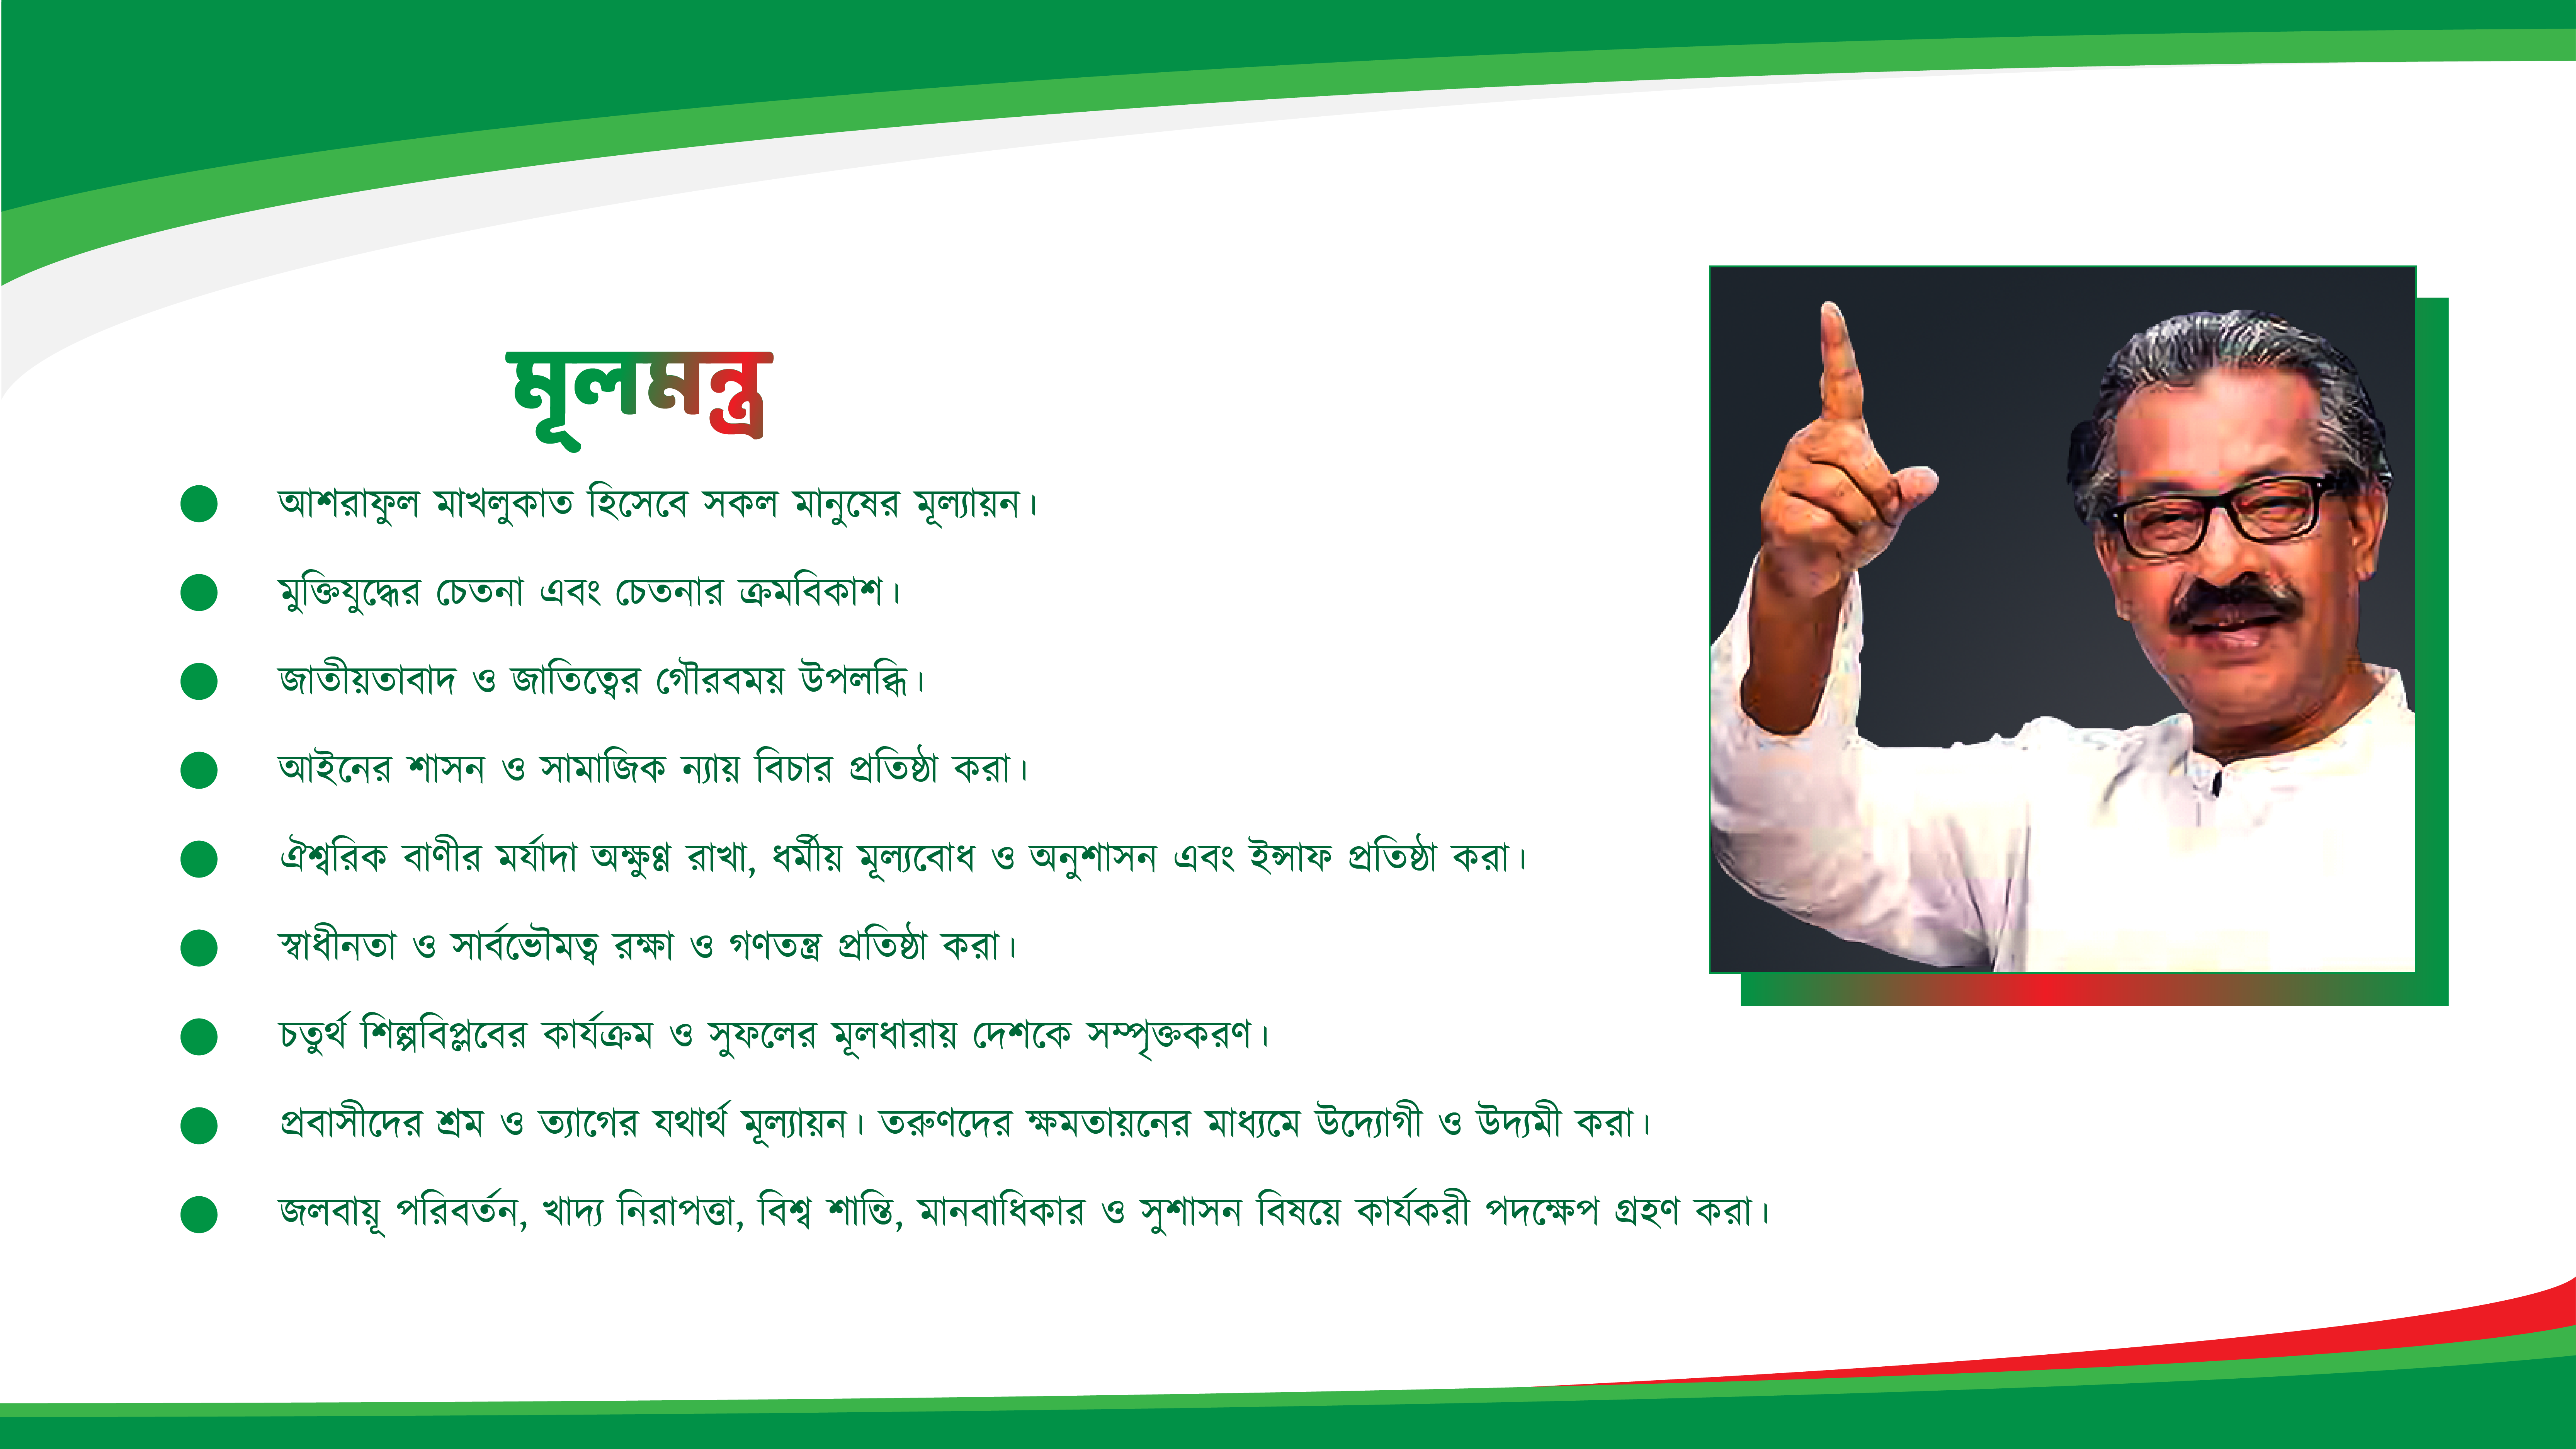 মূলমন্ত্র
আশরাফুল মাখলুকাত হিসেবে সকল মানুষের মূল্যায়ন।
মুক্তিযুদ্ধের চেতনা এবং চেতনার ক্রমবিকাশ।
জাতীয়তাবাদ ও জাতিত্বের গৌরবময় উপলব্ধি।
আইনের শাসন ও সামাজিক ন্যায় বিচার প্রতিষ্ঠা করা।
ঐশ্বরিক বাণীর মর্যাদা অক্ষুণ্ণ রাখা, ধর্মীয় মূল্যবোধ ও অনুশাসন এবং ইন্সাফ প্রতিষ্ঠা করা।
স্বাধীনতা ও সার্বভৌমত্ব রক্ষা ও গণতন্ত্র প্রতিষ্ঠা করা।
চতুর্থ শিল্পবিপ্লবের কার্যক্রম ও সুফলের মূলধারায় দেশকে সম্পৃক্তকরণ।
প্রবাসীদের শ্রম ও ত্যাগের যথার্থ মূল্যায়ন। তরুণদের ক্ষমতায়নের মাধ্যমে উদ্যোগী ও উদ্যমী করা।
জলবায়ূ পরিবর্তন, খাদ্য নিরাপত্তা, বিশ্ব শান্তি, মানবাধিকার ও সুশাসন বিষয়ে কার্যকরী পদক্ষেপ গ্রহণ করা।